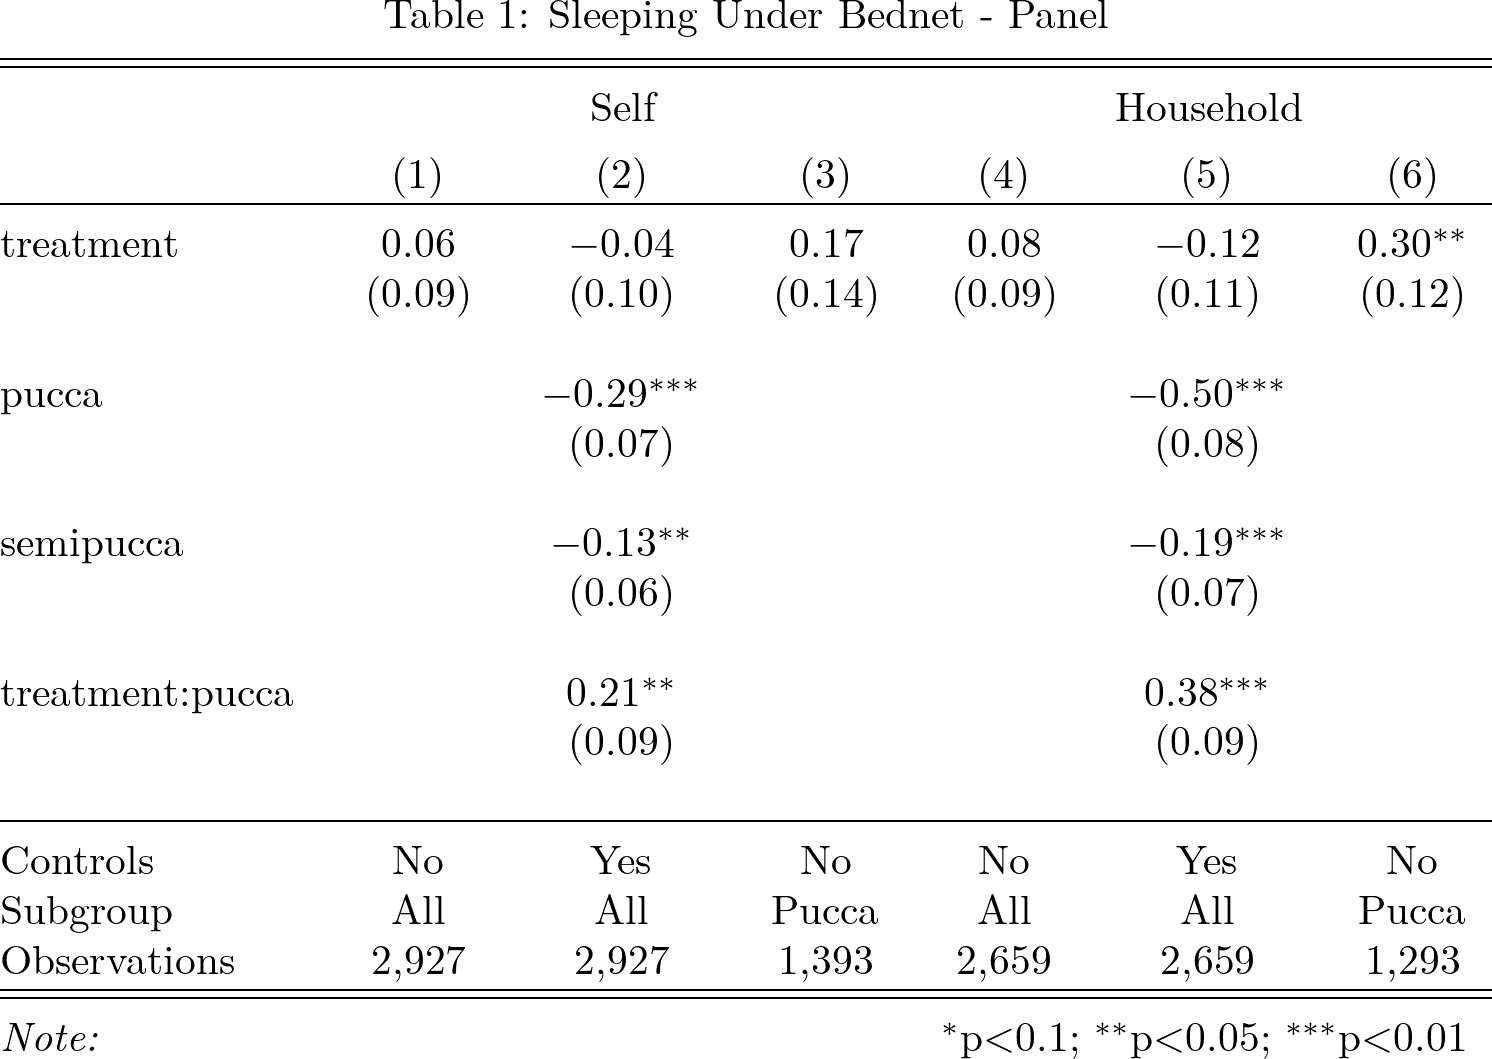 Table 1: Sleeping Under Bednet - Panel
Self Household
(1) (2) (3) (4) (5) (6)
treatment 0.06 −0.04 0.17 0.08 −0.12 0.30**
(0.09) (0.10) (0.14) (0.09) (0.11) (0.12)
pucca −0.29*** −0.50***
(0.07) (0.08)
semipucca −0.13** −0.19***
(0.06) (0.07)
treatment:pucca 0.21** 0.38***
(0.09) (0.09)
Controls No Yes No No Yes No
Subgroup All All Pucca All All Pucca
Observations 2,927 2,927 1,393 2,659 2,659 1,293
Note: *p<0.1; **p<0.05; ***p<0.01